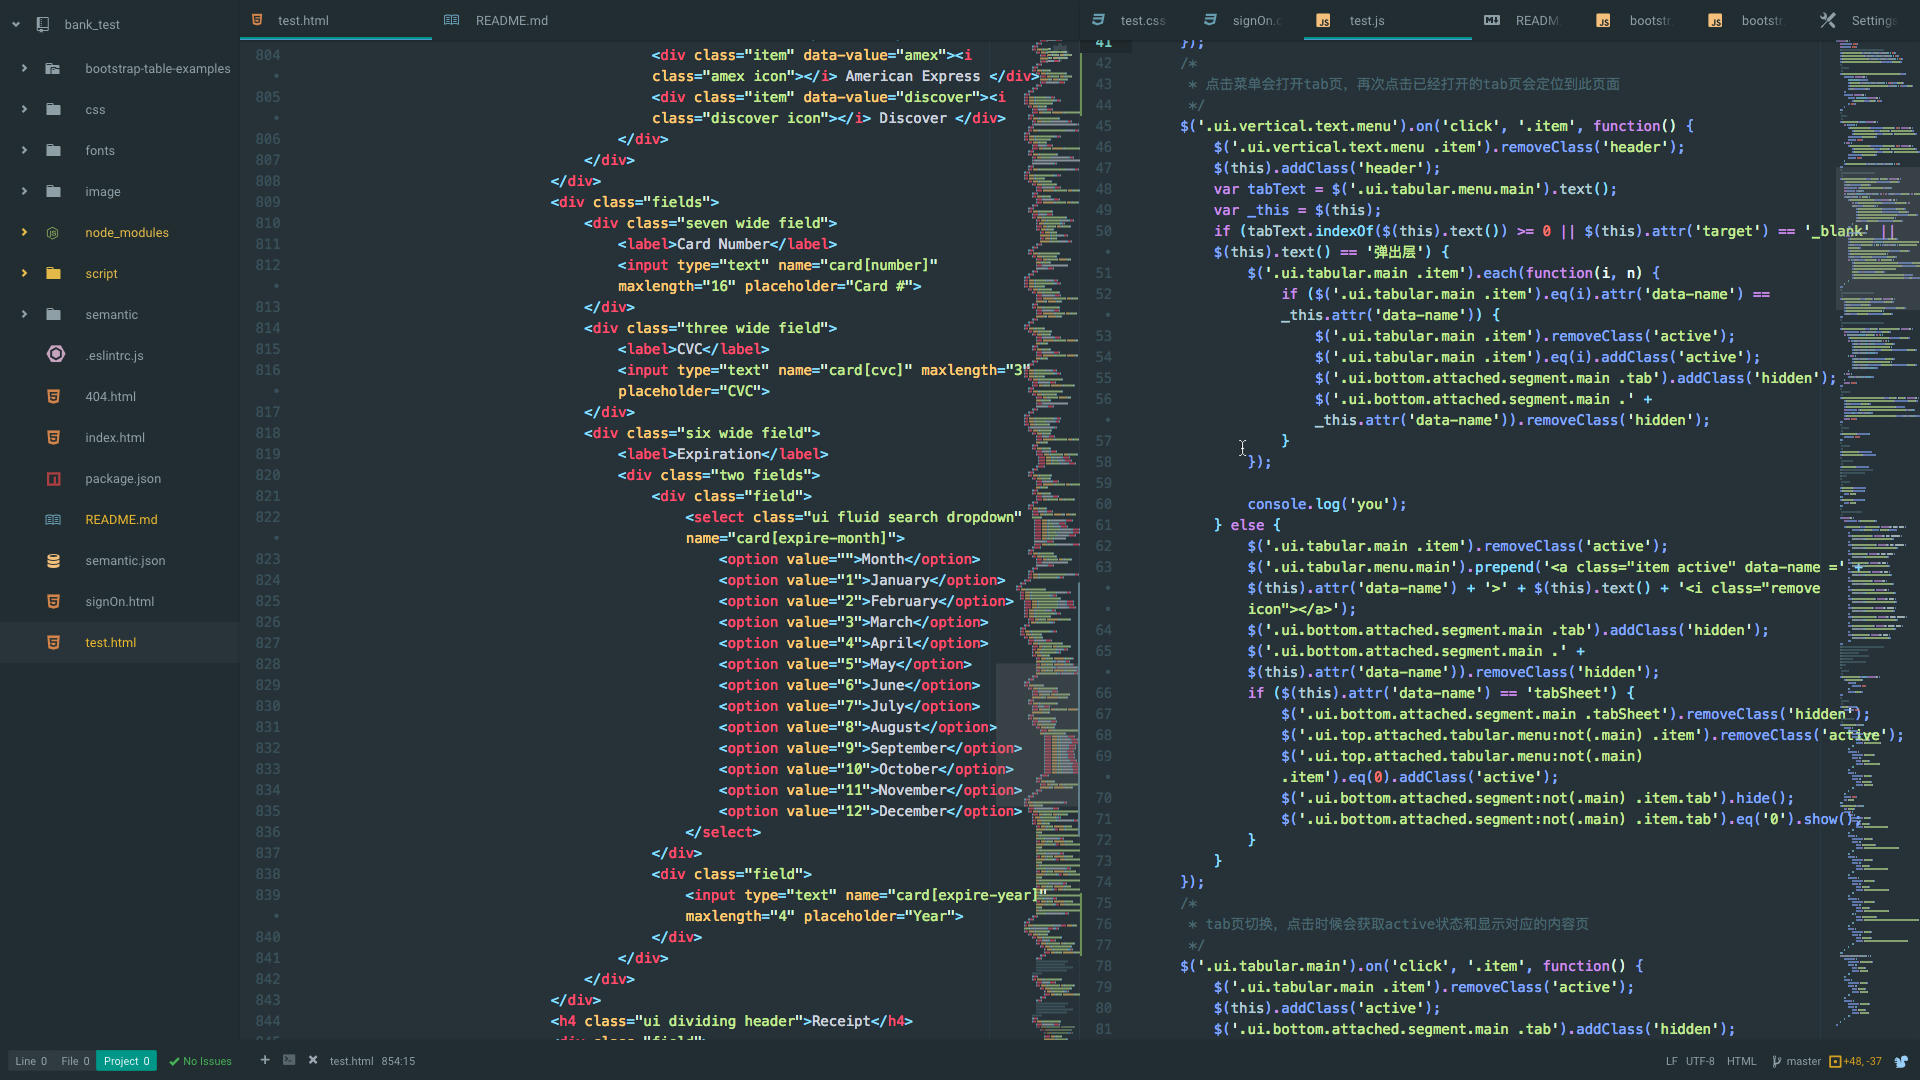 bank_test
bootstrap-table-examples
css
fonts
image
node_modules
script
semantic
.eslintrc.js
404.html
index.html
package.json
README.md
semantic.json
signOn.html
test.html
test.html
README.md
804 <div class="item" data-value="amex"><i
class="amex icon"></i> American Express </div>
805 <div class="item" data-value="discover"><i
class="discover icon"></i> Discover </div>
806 </div>
807 </div>
808 </div>
809 <div class="fields">
810 <div class="seven wide field">
811 <label>Card Number</label>
812 <input type="text" name="card[number]"
maxlength="16" placeholder="Card #">
813 </div>
814 <div class="three wide field">
815 <label>CVC</label>
816 <input type="text" name="card[cvc]" maxlength="3"
placeholder="CVC">
817 </div>
818 <div class="six wide field">
819 <label>Expiration</label>
820 <div class="two fields">
821 <div class="field">
822 <select class="ui fluid search dropdown"
name="card[expire-month]">
823 <option value="">Month</option>
824 <option value="1">January</option>
825 <option value="2">February</option>
826 <option value="3">March</option>
827 <option value="4">April</option>
828 <option value="5">May</option>
829 <option value="6">June</option>
830 <option value="7">July</option>
831 <option value="8">August</option>
832 <option value="9">September</option>
833 <option value="10">October</option>
834 <option value="11">November</option>
835 <option value="12">December</option>
836 </select>
837 </div>
838 <div class="field">
839 <input type="text" name="card[expire-year]"
maxlength="4" placeholder="Year">
840 </div>
841 </div>
842 </div>
843 </div>
844 <h4 class="ui dividing header">Receipt</h4>
test.css
signOn.c
test.js
README
bootstr
bootstr
Settings
41 });
42 /*
43 * 点击菜单会打开tab页，再次点击已经打开的tab页会定位到此页面
44 */
45 $('.ui.vertical.text.menu').on('click', '.item', function() {
46 $('.ui.vertical.text.menu .item').removeClass('header');
47 $(this).addClass('header');
48 var tabText = $('.ui.tabular.menu.main').text();
49 var _this = $(this);
50 if (tabText.indexOf($(this).text()) >= 0 || $(this).attr('target') == '_blank' ||
$(this).text() == '弹出层') {
51 $('.ui.tabular.main .item').each(function(i, n) {
52 if ($('.ui.tabular.main .item').eq(i).attr('data-name') ==
_this.attr('data-name')) {
53 $('.ui.tabular.main .item').removeClass('active');
54 $('.ui.tabular.main .item').eq(i).addClass('active');
55 $('.ui.bottom.attached.segment.main .tab').addClass('hidden');
56 $('.ui.bottom.attached.segment.main .' +
_this.attr('data-name')).removeClass('hidden');
57 }
58 });
59
60 console.log('you');
61 } else {
62 $('.ui.tabular.main .item').removeClass('active');
63 $('.ui.tabular.menu.main').prepend('<a class="item active" data-name =' +
$(this).attr('data-name') + '>' + $(this).text() + '<i class="remove
icon"></a>');
64 $('.ui.bottom.attached.segment.main .tab').addClass('hidden');
65 $('.ui.bottom.attached.segment.main .' +
$(this).attr('data-name')).removeClass('hidden');
66 if ($(this).attr('data-name') == 'tabSheet') {
67 $('.ui.bottom.attached.segment.main .tabSheet').removeClass('hidden');
68 $('.ui.top.attached.tabular.menu:not(.main) .item').removeClass('active');
69 $('.ui.top.attached.tabular.menu:not(.main)
.item').eq(0).addClass('active');
70 $('.ui.bottom.attached.segment:not(.main) .item.tab').hide();
71 $('.ui.bottom.attached.segment:not(.main) .item.tab').eq('0').show();
72 }
73 }
74 });
75 /*
76 * tab页切换，点击时候会获取active状态和显示对应的内容页
77 */
78 $('.ui.tabular.main').on('click', '.item', function() {
79 $('.ui.tabular.main .item').removeClass('active');
80 $(this).addClass('active');
81 $('.ui.bottom.attached.segment.main .tab').addClass('hidden');
Line 0 File 0 Project 0 No Issues
test.html 854:15
LF UTF-8 HTML master +48, -37